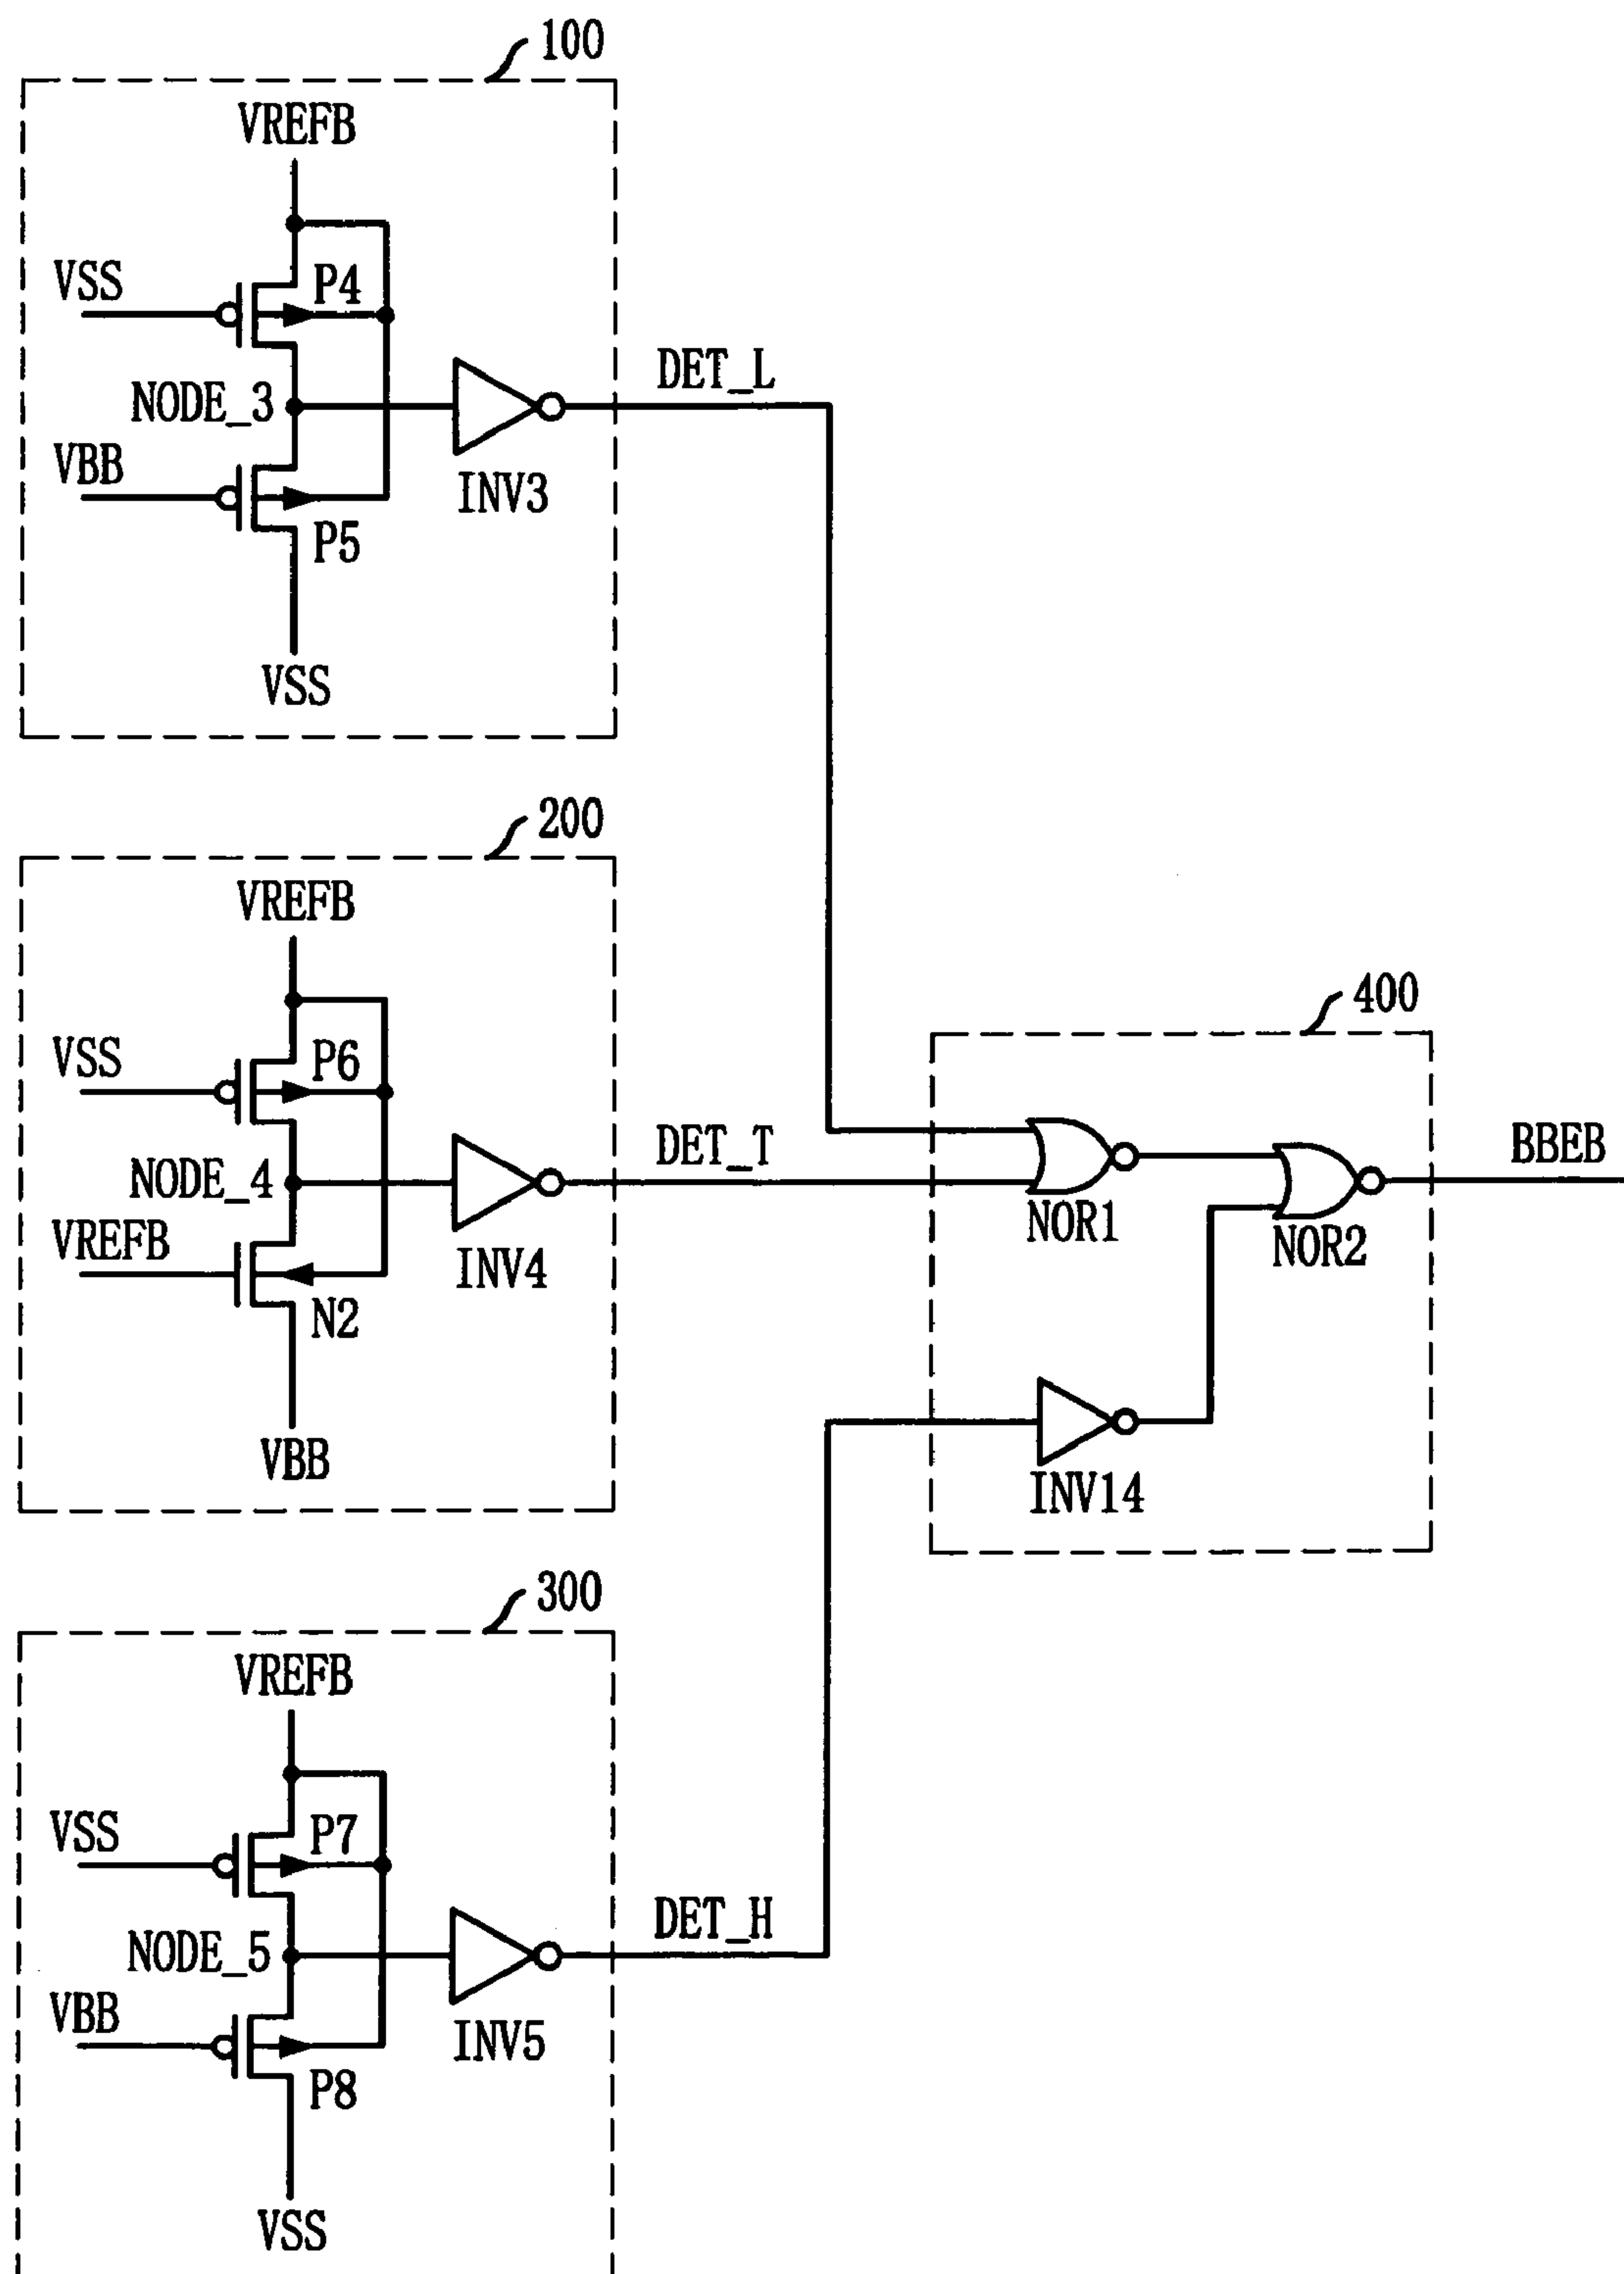 100
VREFB
VSS
P4
NODE_3
DET_L
VBB
INV3
P5
VSS
200
VREFB
VSS
P6
NODE_4
DET_T
VREFB
INV4
N2
VBB
400
NOR1
NOR2
BBEB
INV14
300
VREFB
VSS
P7
NODE_5
DET_H
VBB
INV5
P8
VSS